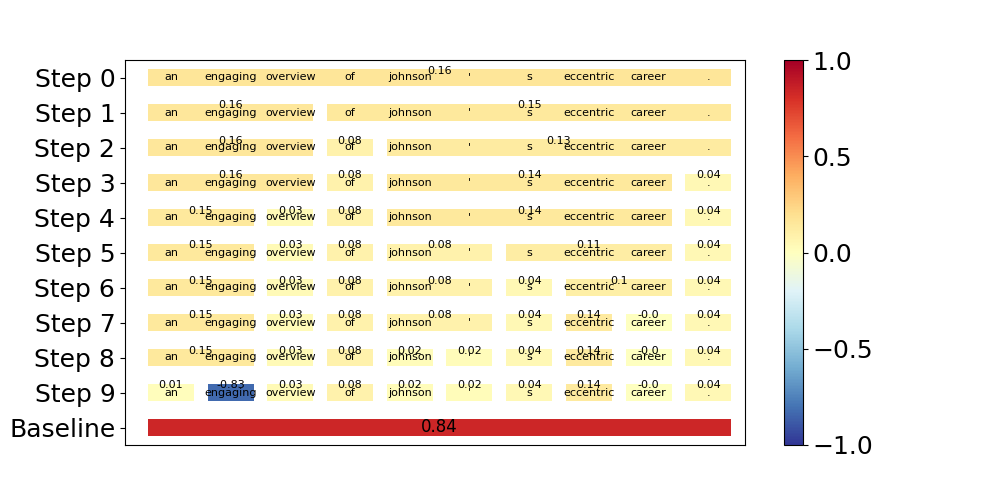 0.16
Step 0 an engaging overview of johnson ' s eccentric career .
0.16 0.15
Step 1 an engaging overview of johnson ' s eccentric career .
0.16 0.08 0.13
Step 2 an engaging overview of johnson ' s eccentric career .
0.16 0.08 0.14 0.04
Step 3 an engaging overview of johnson ' s eccentric career .
0.15 0.03 0.08 0.14 0.04
Step 4 an engaging overview of johnson ' s eccentric career .
0.15 0.03 0.08 0.08 0.11 0.04
Step 5 an engaging overview of johnson ' s eccentric career .
0.15 0.03 0.08 0.08 0.04 0.1 0.04
Step 6 an engaging overview of johnson ' s eccentric career .
0.15 0.03 0.08 0.08 0.04 0.14 -0.0 0.04
Step 7 an engaging overview of johnson ' s eccentric career .
0.15 0.03 0.08 0.02 0.02 0.04 0.14 -0.0 0.04
Step 8 an engaging overview of johnson ' s eccentric career .
0.01 -0.83 0.03 0.08 0.02 0.02 0.04 0.14 -0.0 0.04
Step 9 an engaging overview of johnson ' s eccentric career .
Baseline 0.84
1.0
0.5
0.0
−0.5
−1.0